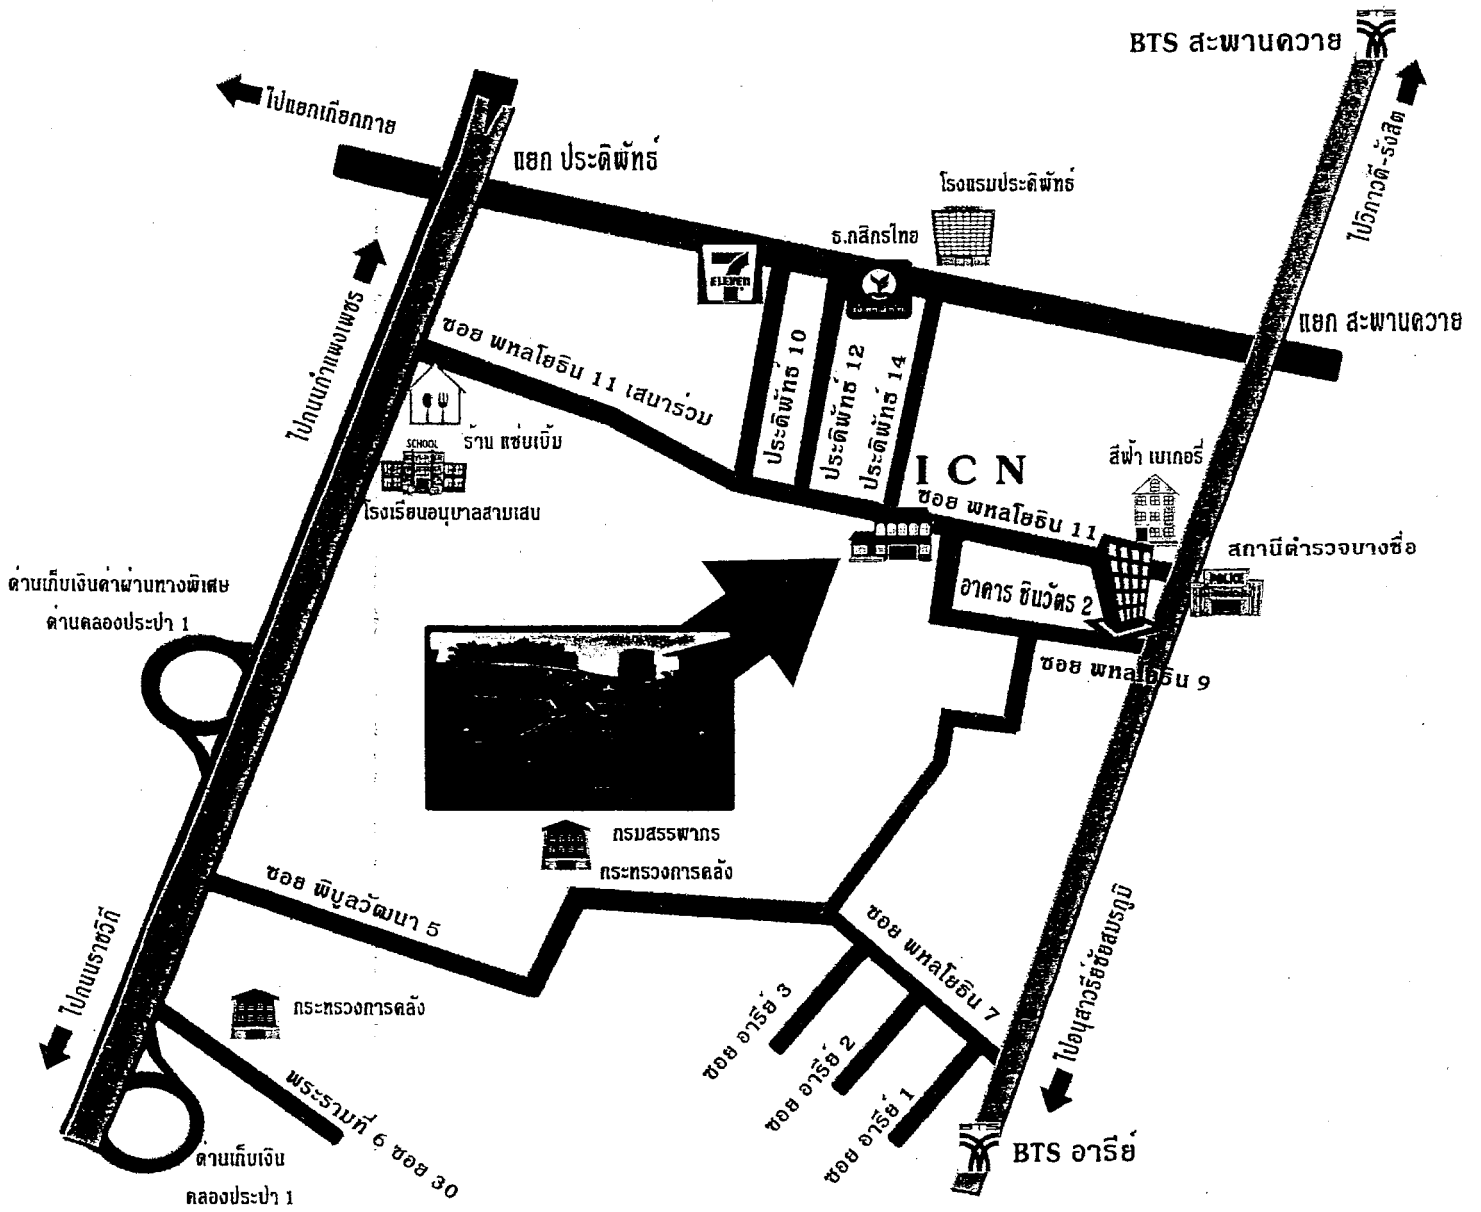 BTS สะพานควาย
ไปแยกเกียกกาย
แยก ประดิพัทธ์
โรงแรมประดิพัทธ์
ไปวิภาวดี-รังสิต
ธ.กสิกรไทย
7
ELEVEN
แยก สะพานควาย
ไปถนนกำแพงเพชร
ซอย พหลโยธิน 11 เสนาร่วม
ประดิพัทธ์ 10
ประดิพัทธ์ 12
ประดิพัทธ์ 14
ร้าน แซ่บเบิ้ม
SCHOOL
โรงเรียนอนุบาลสามเสน
ICN
ซอย พหลโยธิน 11
สีฟ้า เบเกอรี่
สถานีตำรวจบางซื่อ
POLICE
อาคาร ชินวัตร 2
ซอย พหลโยธิน 9
ด่านเก็บเงินค่าผ่านทางพิเศษ
ด่านคลองประปา 1
กรมสรรพากร
กระทรวงการคลัง
ซอย พิบูลวัฒนา 5
ซอย พหลโยธิน 7
ไปอนุสาวรีย์ชัยสมรภูมิ
ไปถนนราชวิถี
กระทรวงการคลัง
ซอย อารีย์ 3
ซอย อารีย์ 2
ซอย อารีย์ 1
พระรามที่ 6 ซอย 30
BTS อารีย์
ด่านเก็บเงิน
คลองประปา 1